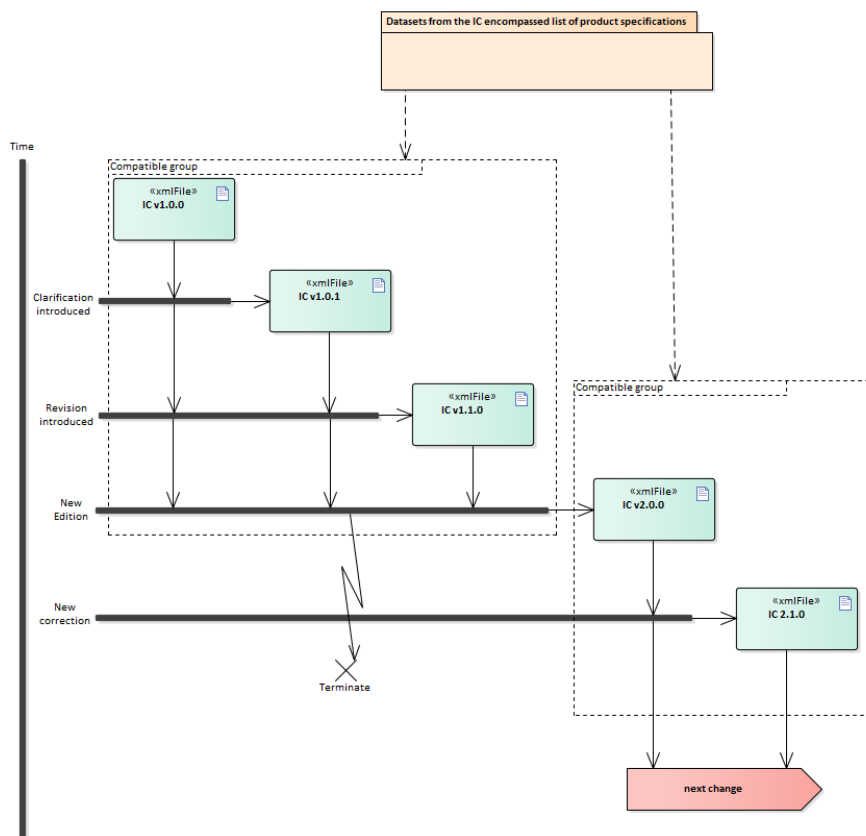 Datasets from the IC encompassed list of product specifications
Time
Compatible group
«xmlFile»
IC v1.0.0
Clarification
introduced
«xmlFile»
IC v1.0.1
Revision
introduced
«xmlFile»
IC v1.1.0
Compatible group
New
Edition
«xmlFile»
IC v2.0.0
New
correction
«xmlFile»
IC 2.1.0
Terminate
next change